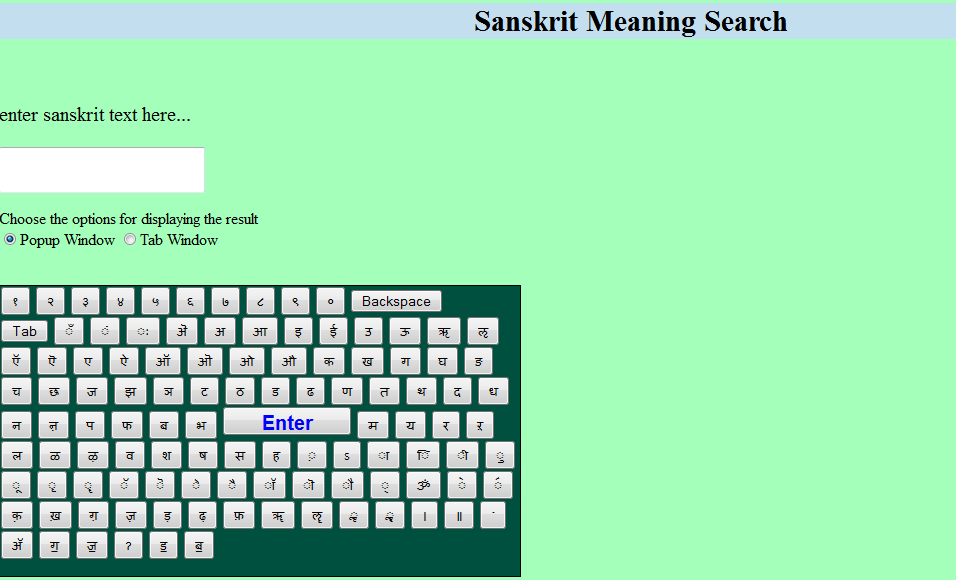 Sanskrit Meaning Search
enter sanskrit text here...
Choose the options for displaying the result
Popup Window Tab Window
१ २ ३ ४ ५ ६ ७ ८ ९ ० Backspace
Tab ँ ं ः ऄ अ आ इ ई उ ऊ ऋ ऌ
ऍ ऎ ए ऐ ऑ ऒ ओ औ क ख ग घ ङ
च छ ज झ ञ ट ठ ड ढ ण त थ द ध
न ऩ प फ ब भ Enter म य र ऱ
ल ळ ऴ व श ष स ह ़ ऽ ा ि ी ु
ू ृ ॄ ॅ ॆ े ै ॉ ॊ ौ ् ॐ
क़ ख़ ग़ ज़ ड़ ढ़ फ़ ॠ ॡ ॢ ॣ । ॥
ॲ ॻ ॼ ? ॾ ॿ